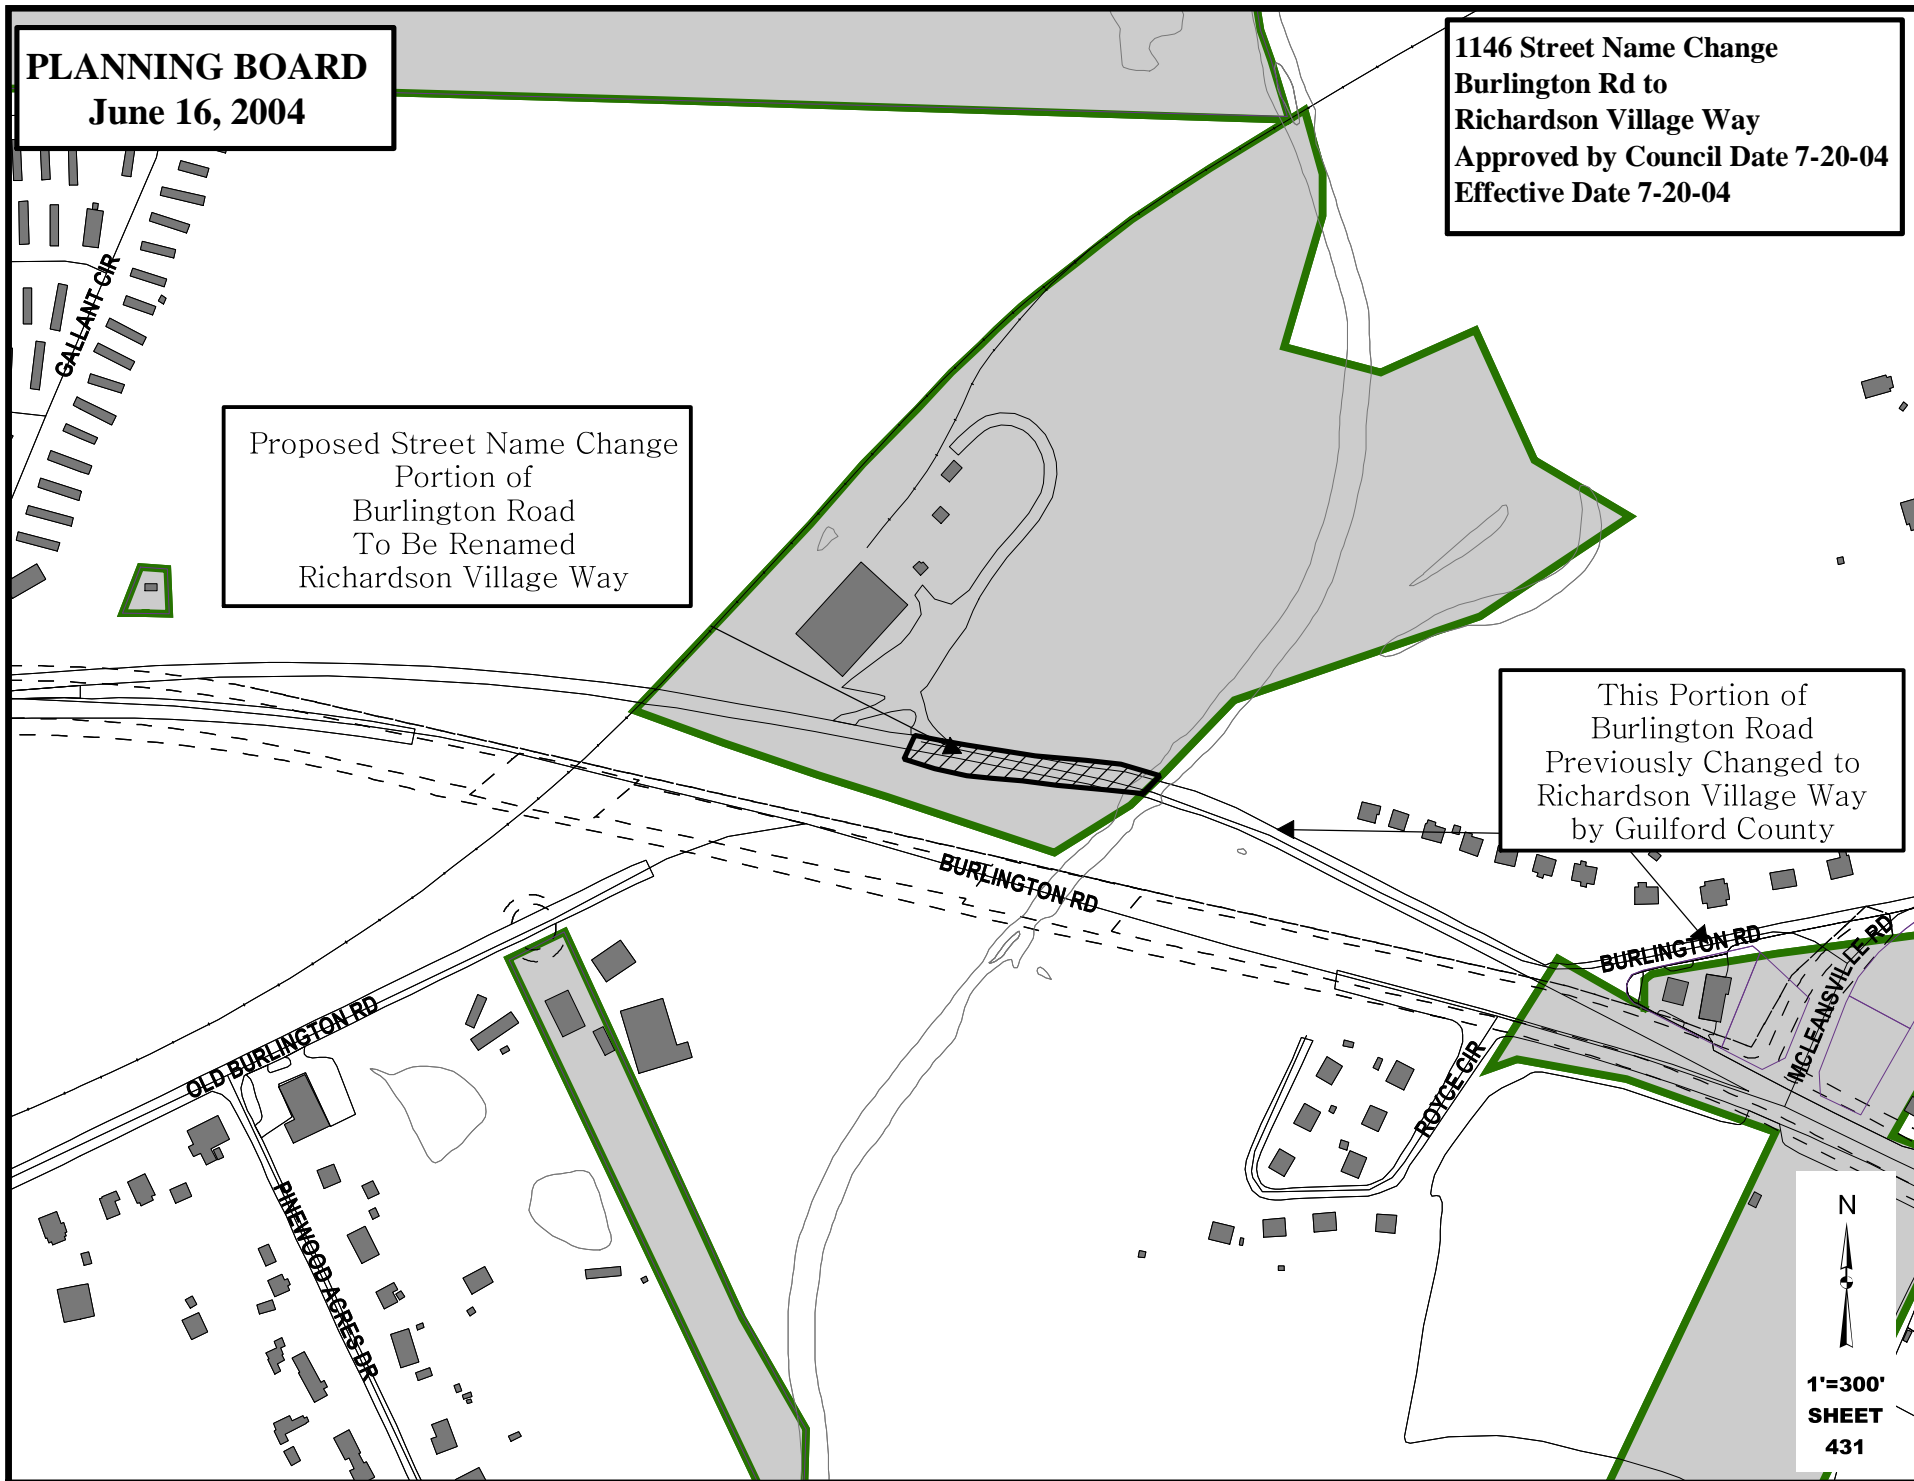 PLANNING BOARD
June 16, 2004
1146 Street Name Change
Burlington Rd to
Richardson Village Way
Approved by Council Date 7-20-04
Effective Date 7-20-04
GALLANT CIR
Proposed Street Name Change
Portion of
Burlington Road
To Be Renamed
Richardson Village Way
This Portion of
Burlington Road
Previously Changed to
Richardson Village Way
by Guilford County
BURLINGTON RD
BURLINGTON RD
MCLEANSVILLE RD
OLD BURLINGTON RD
ROYCE CIR
PINEWOOD ACRES DR
N
1'=300'
SHEET
431